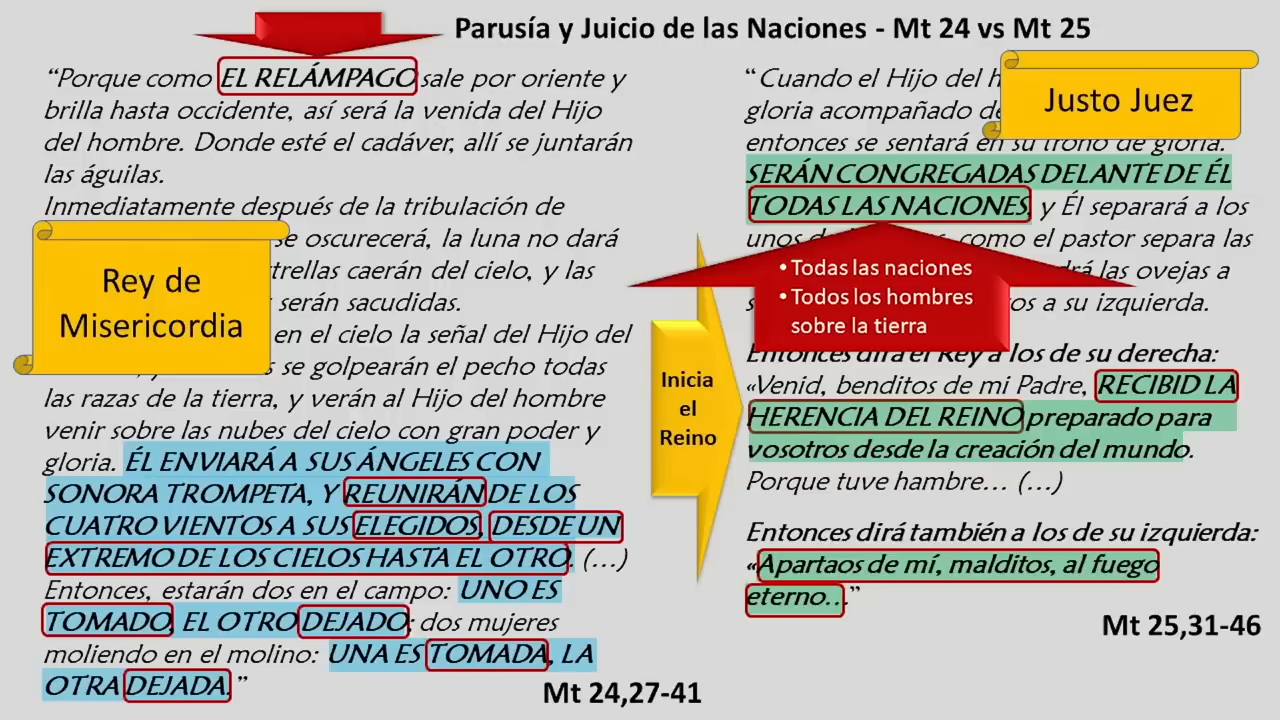 Parusía y Juicio de las Naciones - Mt 24 vs Mt 25
“Porque como EL RELÁMPAGO sale por oriente y
brilla hasta occidente, así será la venida del Hijo
del hombre. Donde esté el cadáver, allí se juntarán
las águilas.
Inmediatamente después de la tribulación de
se oscurecerá, la luna no dará
caerán del cielo, y las
serán sacudidas.
en el cielo la señal del Hijo del
se golpearán el pecho todas
las razas de la tierra, y verán al Hijo del hombre
venir sobre las nubes del cielo con gran poder y
gloria. ÉL ENVIARÁ A SUS ÁNGELES CON
SONORA TROMPETA, Y REUNIRÁN DE LOS
CUATRO VIENTOS A SUS ELEGIDOS, DESDE UN
EXTREMO DE LOS CIELOS HASTA EL OTRO. (…)
Entonces, estarán dos en el campo: UNO ES
TOMADO, EL OTRO DEJADO; dos mujeres
moliendo en el molino: UNA ES TOMADA, LA
OTRA DEJADA.”
Mt 24,27-41
Rey de
Misericordia
Inicia
el
Reino
“Cuando el Hijo del
gloria acompañado
entonces se sentará en su trono de gloria.
SERÁN CONGREGADAS DELANTE DE ÉL
TODAS LAS NACIONES, y Él separará a los
unos como el pastor separa las
las ovejas a
a su izquierda.
Entonces dirá el Rey a los de su derecha:
«Venid, benditos de mi Padre, RECIBID LA
HERENCIA DEL REINO preparado para
vosotros desde la creación del mundo.
Porque tuve hambre… (…)
Entonces dirá también a los de su izquierda:
«Apartaos de mí, malditos, al fuego
eterno…”
Mt 25,31-46
Justo Juez
• Todas las naciones
• Todos los hombres
sobre la tierra